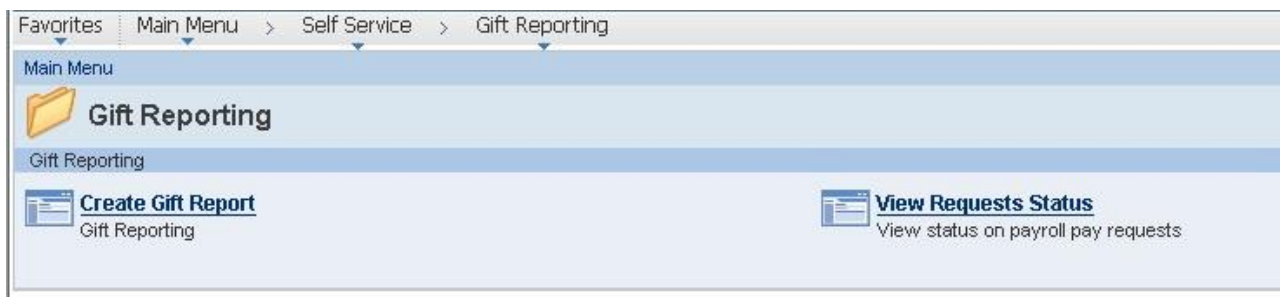 Favorites Main Menu > Self Service > Gift Reporting
Main Menu
Gift Reporting
Gift Reporting
Create Gift Report View Requests Status
Gift Reporting View status on payroll pay requests